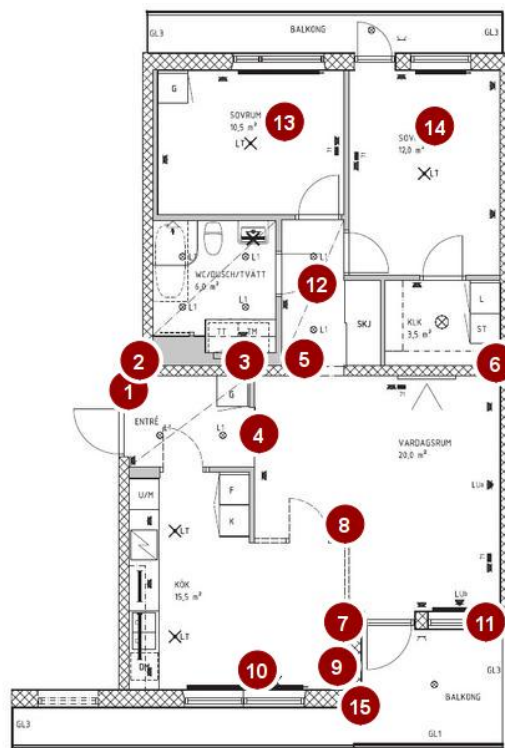 GL3
BALKONG
GL3
G
SOVRUM
10,5 m²
13
LT
14
12,0 m²
LT
L1
L1
WC/DUSCH/TVÄTT
6,0 m²
12
L1
L1
L1
TT
TM
SKJ
KLK
3,5 m²
L
ST
2
3
5
6
1
G
ENTRÉ
L1
4
VARDAGSRUM
20,0 m²
U/M
F
K
8
LT
KÖK
15,5 m²
LT
DM
7
9
10
11
15
GL3
BALKONG
GL3
GL1